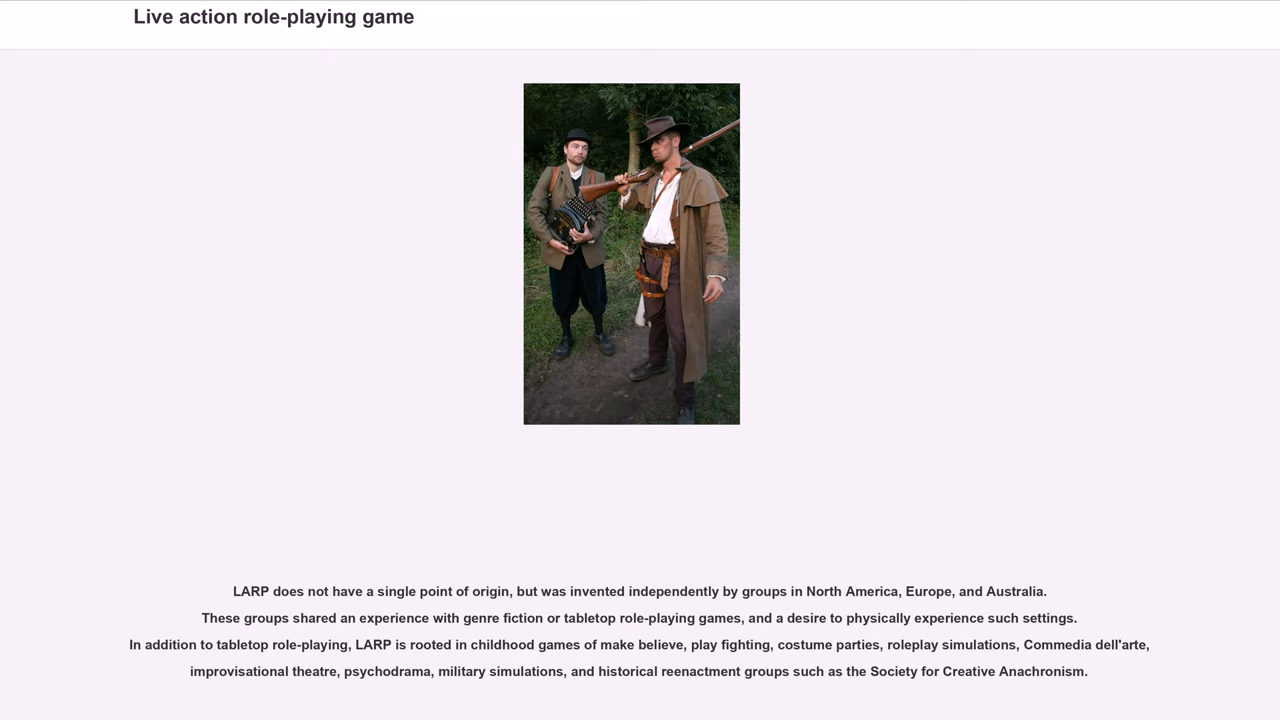 Live action role-playing game
LARP does not have a single point of origin, but was invented independently by groups in North America, Europe, and Australia.
These groups shared an experience with genre fiction or tabletop role-playing games, and a desire to physically experience such settings.
In addition to tabletop role-playing, LARP is rooted in childhood games of make believe, play fighting, costume parties, roleplay simulations, Commedia dell'arte,
improvisational theatre, psychodrama, military simulations, and historical reenactment groups such as the Society for Creative Anachronism.